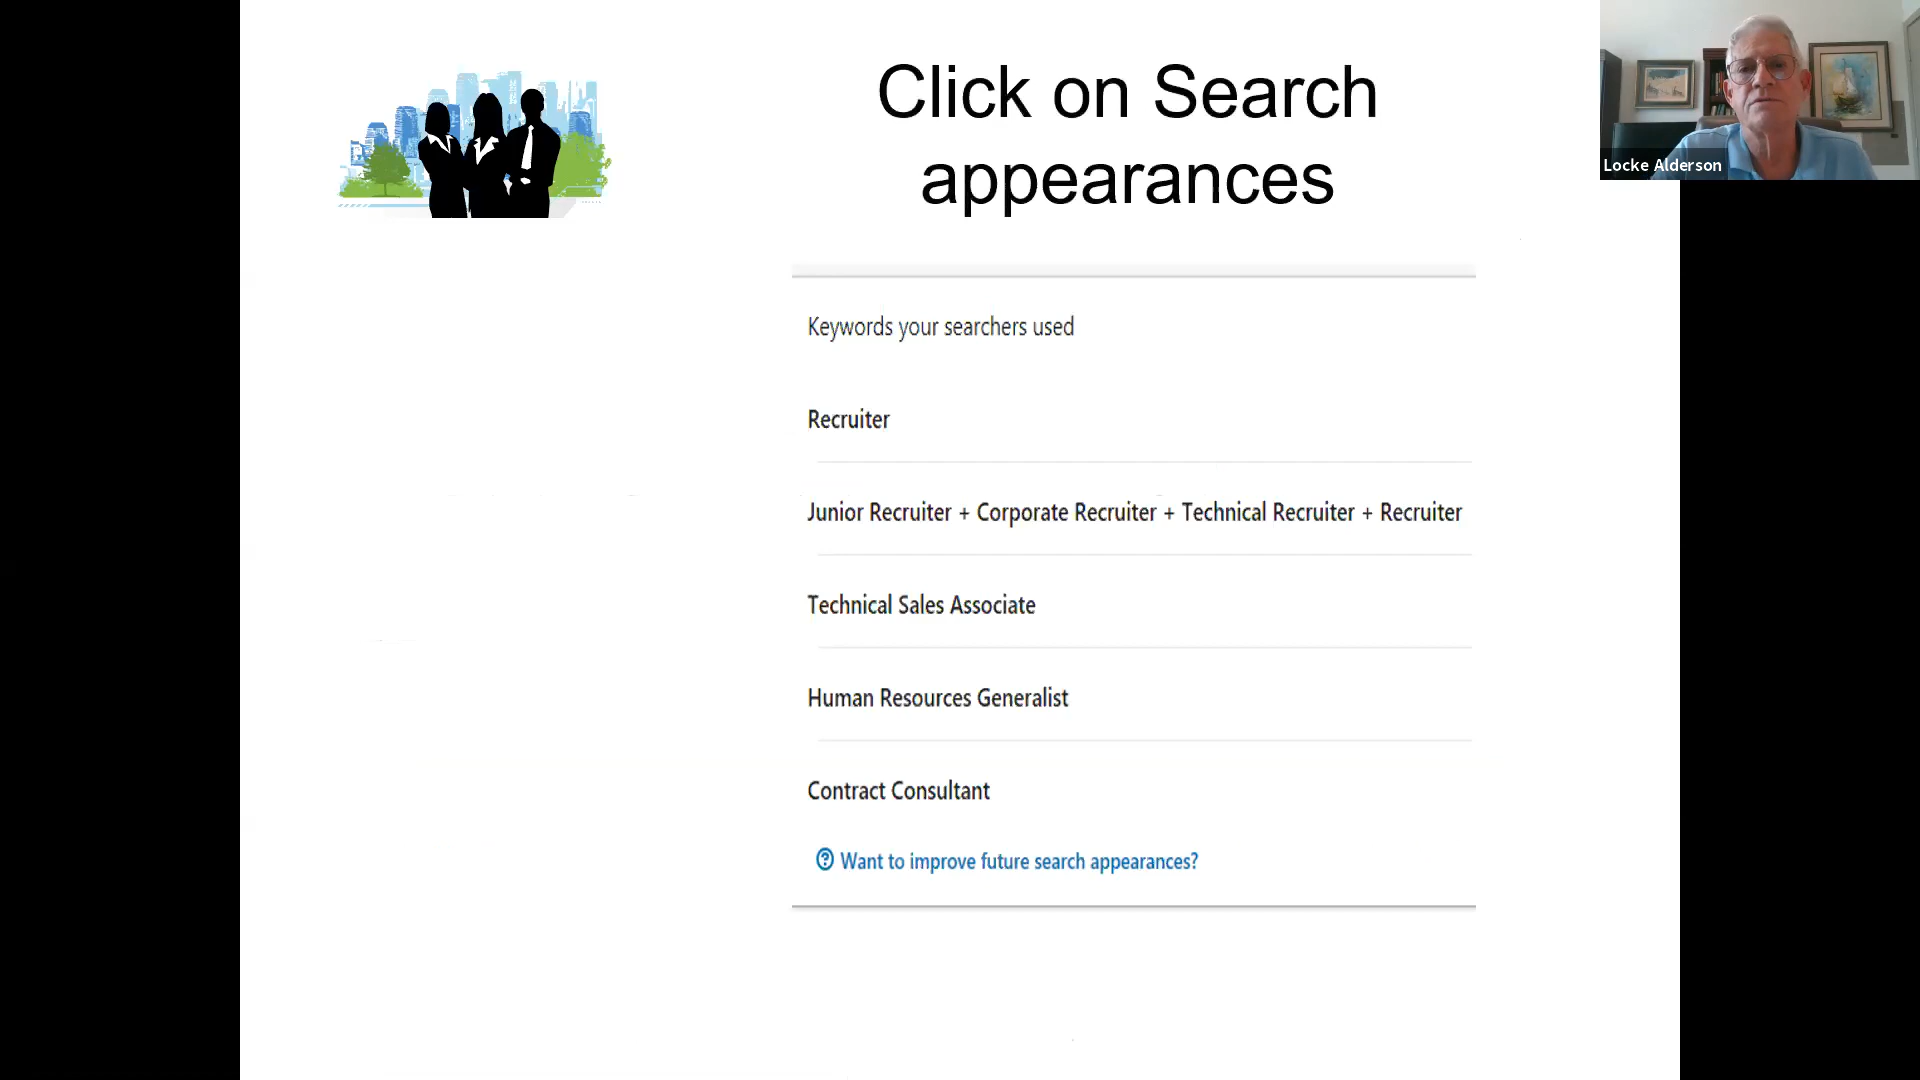 Click on Search
appearances
Locke Alderson
Keywords your searchers used
Recruiter
Junior Recruiter + Corporate Recruiter + Technical Recruiter + Recruiter
Technical Sales Associate
Human Resources Generalist
Contract Consultant
Want to improve future search appearances?